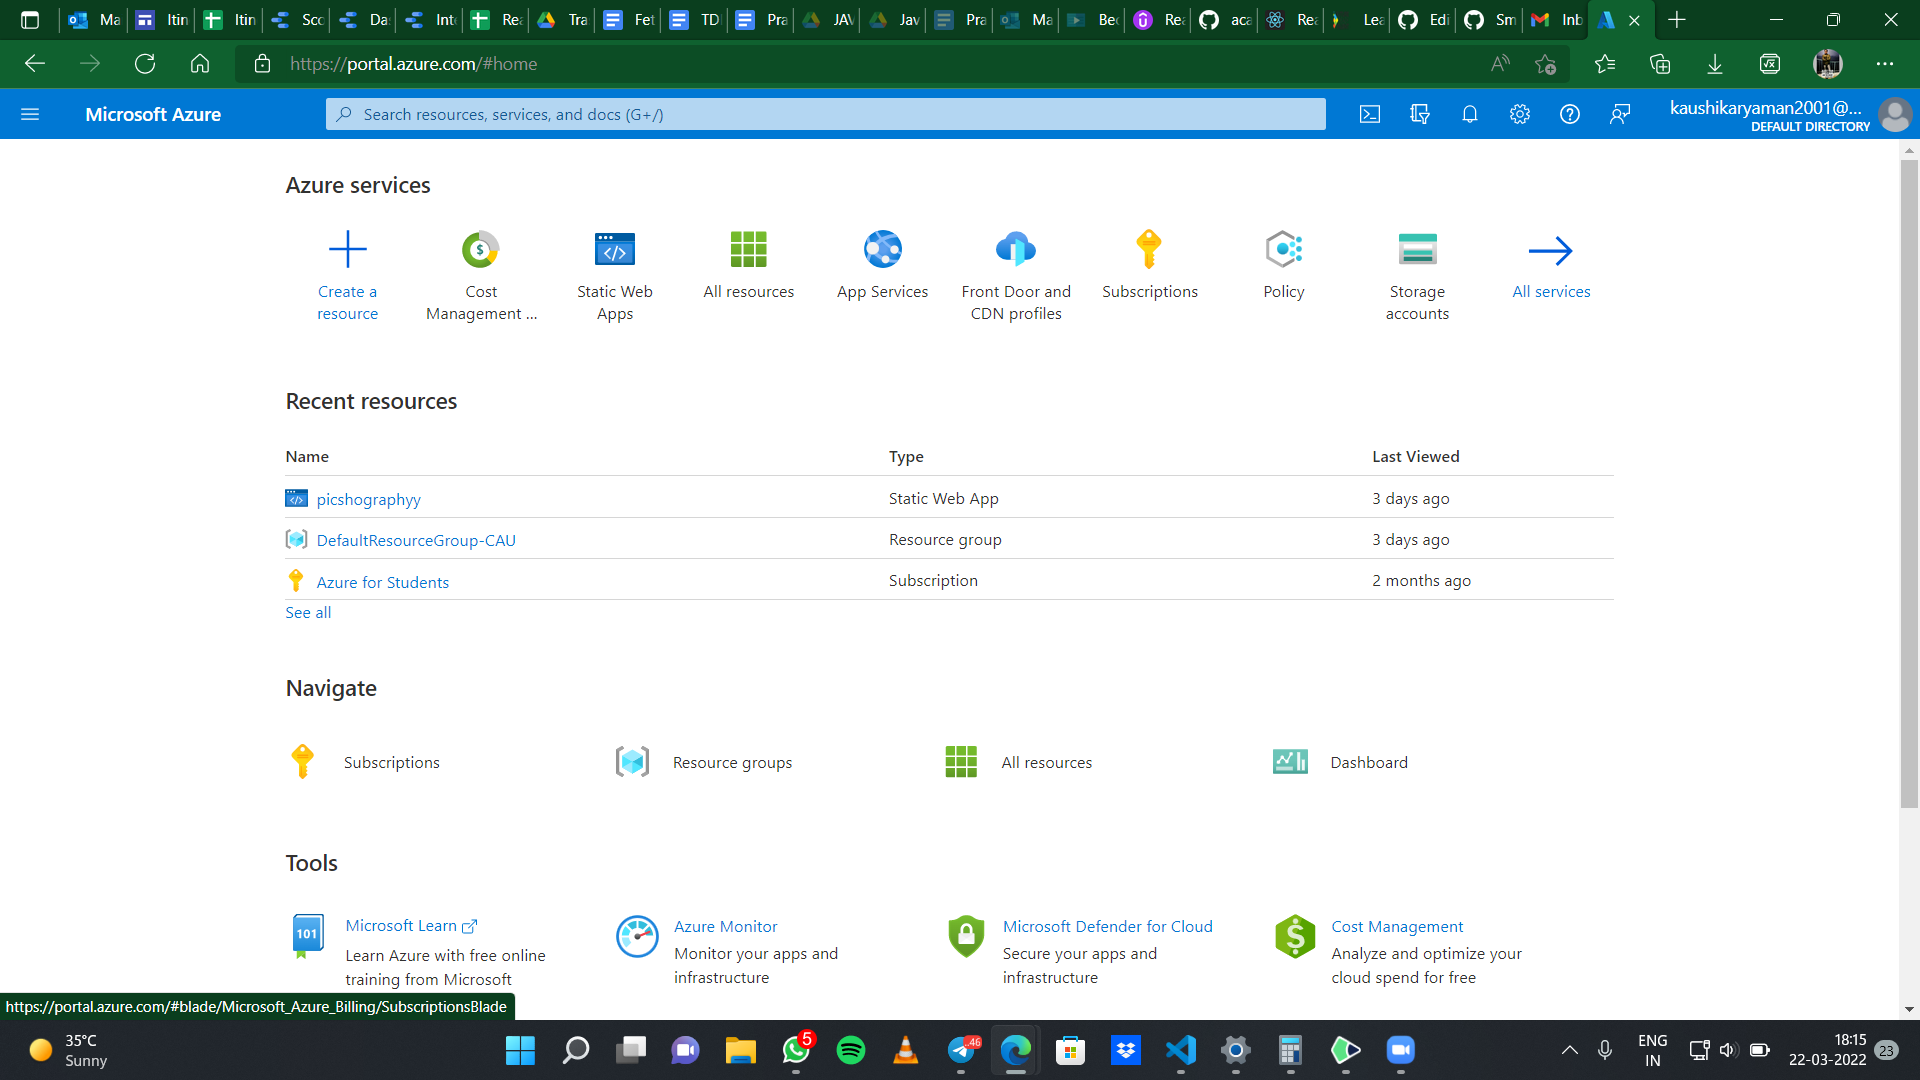 Ma
Itin
Itin
Sco
Da
Inte
Rea
Tra
Fet
TD
Pra
JAV
Jav
Pra
Ma
Bec
Rea
aca
Rea
Lea
Edi
Sm
Inb
https://portal.azure.com/#home
Microsoft Azure
Search resources, services, and docs (G+/)
kaushikaryaman2001@...
DEFAULT DIRECTORY
Azure services
Create a
resource
Cost
Management ...
Static Web
Apps
All resources
App Services
Front Door and
CDN profiles
Subscriptions
Policy
Storage
accounts
All services
Recent resources
Name Type Last Viewed
picshographyy Static Web App 3 days ago
DefaultResourceGroup-CAU Resource group 3 days ago
Azure for Students Subscription 2 months ago
See all
Navigate
Subscriptions
Resource groups
All resources
Dashboard
Tools
101
Microsoft Learn
Learn Azure with free online
training from Microsoft
Azure Monitor
Monitor your apps and
infrastructure
Microsoft Defender for Cloud
Secure your apps and
infrastructure
Cost Management
Analyze and optimize your
cloud spend for free
https://portal.azure.com/#blade/Microsoft_Azure_Billing/SubscriptionsBlade
35°C
Sunny
5
..46
ENG
IN
18:15
22-03-2022
23